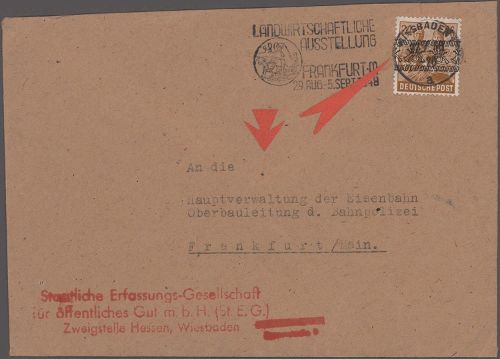 LANDWIRTSCHAFTLICHE
AUSSTELLUNG
FRANKFURT-M
29. AUG.-5. SEPT. 1948
WIESBADEN
DEUTSCHE POST
An die
Hauptverwaltung der Eisenbahn
Oberbauleitung d. Bahnpolizei
Frankfurt/Main.
Staatliche Erfassungs-Gesellschaft
für öffentliches Gut m. b. H. (St. E. G.)
Zweigstelle Hessen, Wiesbaden